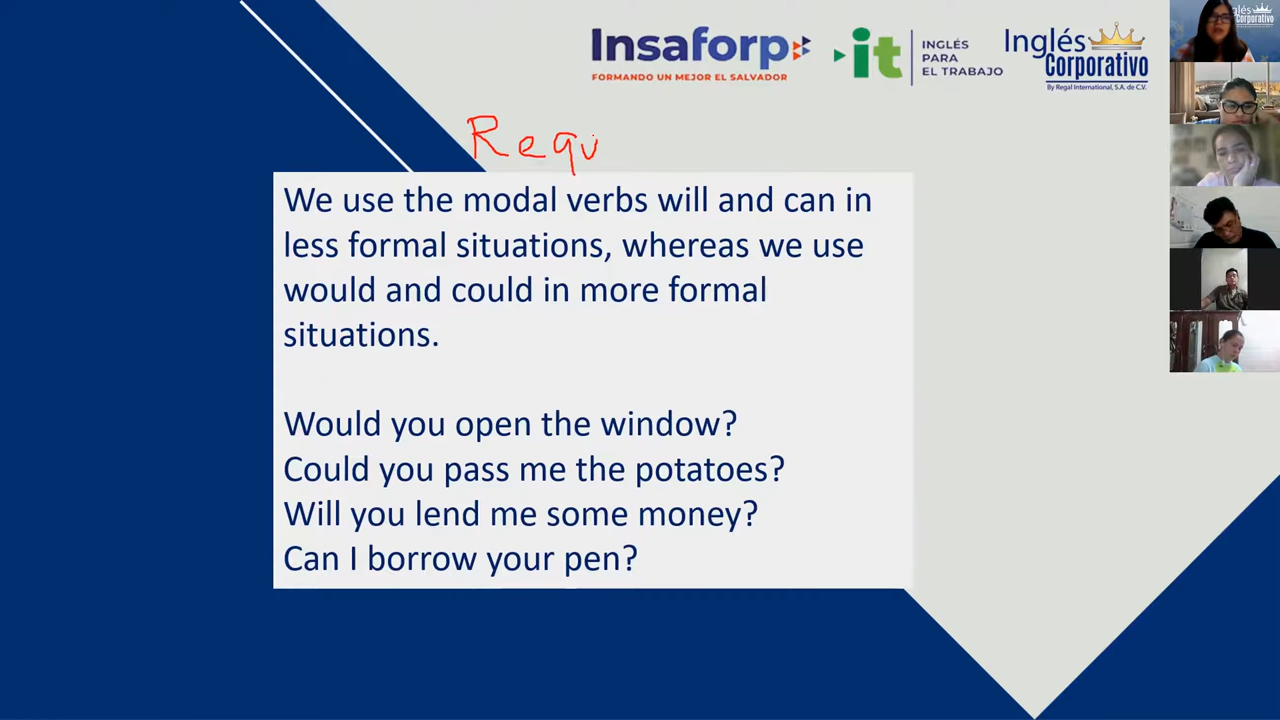 Insaforp
FORMANDO UN MEJOR EL SALVADOR
it
INGLÉS
PARA
EL TRABAJO
Inglés
Corporativo
By Regal International, S.A. de C.V.
Requ
We use the modal verbs will and can in
less formal situations, whereas we use
would and could in more formal
situations.
Would you open the window?
Could you pass me the potatoes?
Will you lend me some money?
Can I borrow your pen?